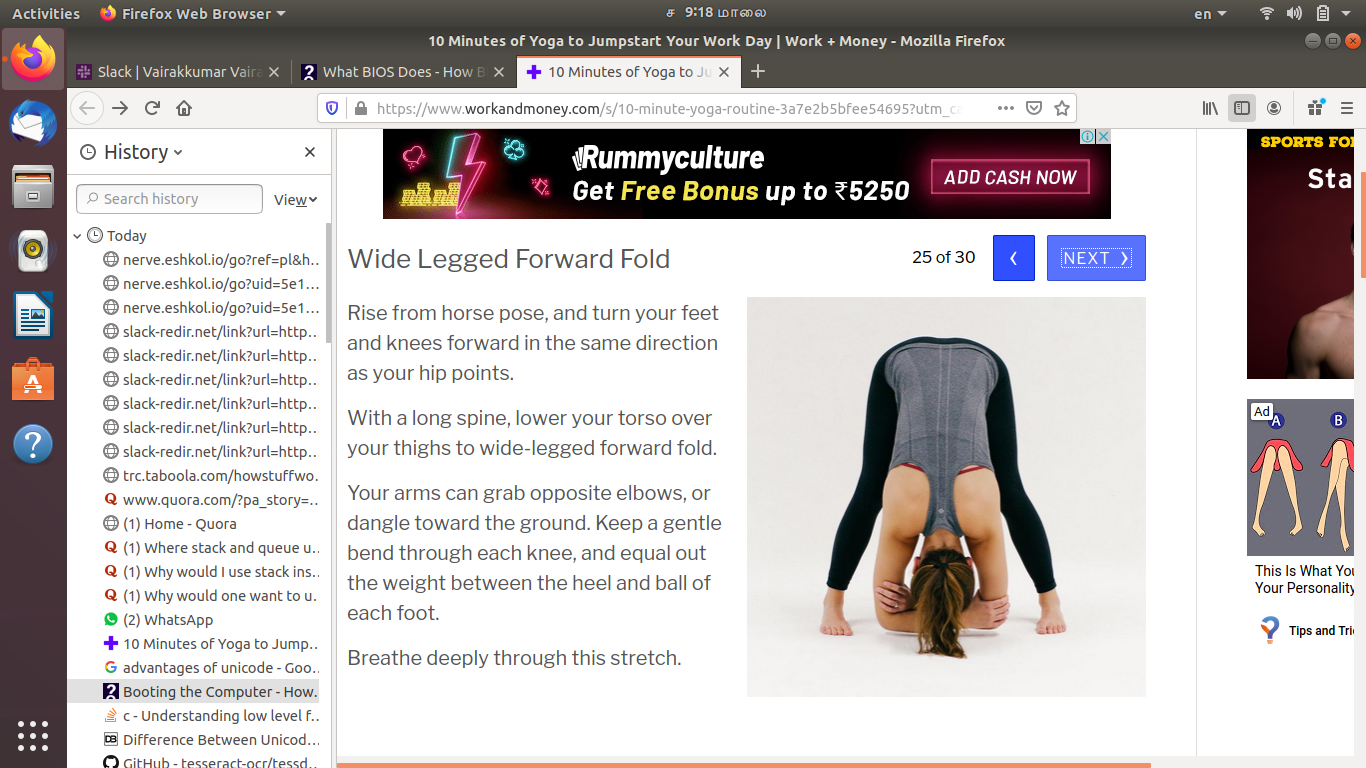 Activities
Firefox Web Browser
ச 9:18 மாலை
en
10 Minutes of Yoga to Jumpstart Your Work Day | Work + Money - Mozilla Firefox
Slack | Vairakkumar Vaira
What BIOS Does - How B
10 Minutes of Yoga to Ju
https://www.workandmoney.com/s/10-minute-yoga-routine-3a7e2b5bfee54695?utm_ca
History
Search history
View
Today
nerve.eshkol.io/go?ref=pl&h...
nerve.eshkol.io/go?uid=5e1...
nerve.eshkol.io/go?uid=5e1...
slack-redir.net/link?url=http...
slack-redir.net/link?url=http...
slack-redir.net/link?url=http...
slack-redir.net/link?url=http...
slack-redir.net/link?url=http...
slack-redir.net/link?url=http...
trc.taboola.com/howstuffwo...
www.quora.com/?pa_story=...
(1) Home - Quora
(1) Where stack and queue u...
(1) Why would I use stack ins...
(1) Why would one want to u...
(2) WhatsApp
10 Minutes of Yoga to Jump...
advantages of unicode - Goo...
Booting the Computer - How...
c - Understanding low level f...
Difference Between Unicod...
GitHub - tesseract-ocr/tessd...
Rummyculture
Get Free Bonus up to ₹5250
ADD CASH NOW
Wide Legged Forward Fold
25 of 30
NEXT
Rise from horse pose, and turn your feet
and knees forward in the same direction
as your hip points.
With a long spine, lower your torso over
your thighs to wide-legged forward fold.
Your arms can grab opposite elbows, or
dangle toward the ground. Keep a gentle
bend through each knee, and equal out
the weight between the heel and ball of
each foot.
Breathe deeply through this stretch.
SPORTS FO
Sta
Ad
A
B
This Is What You
Your Personality
Tips and Tric